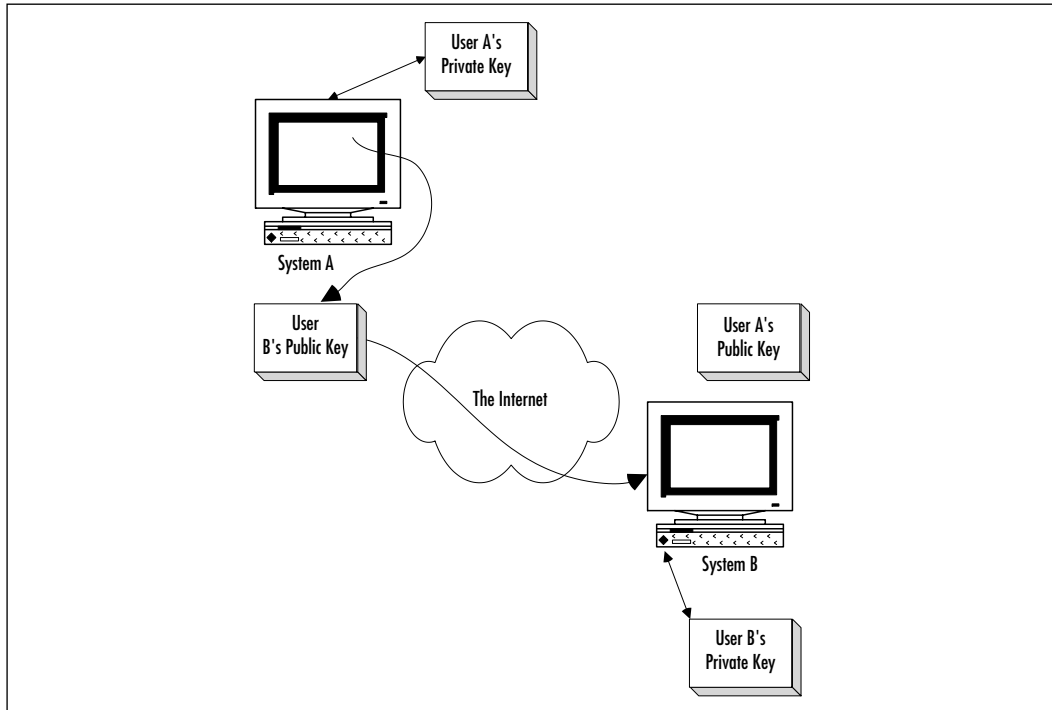 User A's
Private Key
System A
User
B's Public Key
The Internet
User A's
Public Key
System B
User B's
Private Key